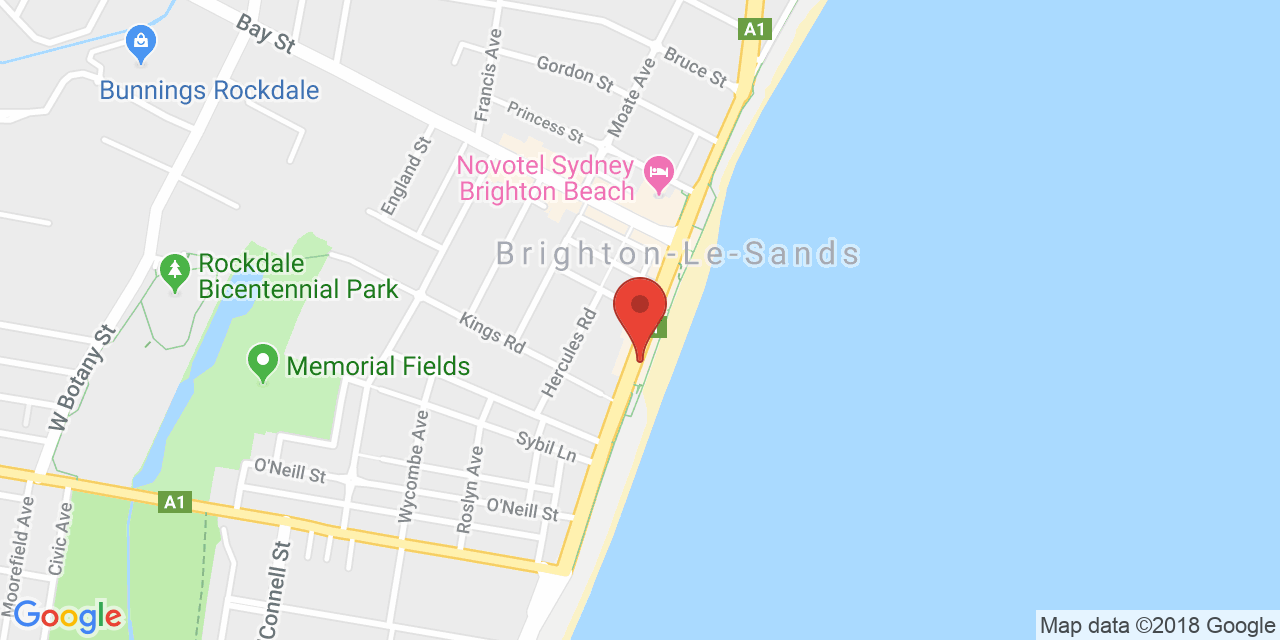 A1
Bay St
Francis Ave
Bruce St
Gordon St
Moate Ave
Bunnings Rockdale
Princess St
England St
Novotel Sydney
Brighton Beach
Brighton-Le-Sands
Rockdale
Bicentennial Park
Kings Rd
Hercules Rd
W Botany St
Memorial Fields
Wycombe Ave
Sybil Ln
Roslyn Ave
O'Neill St
O'Neill St
A1
Moorefield Ave
Civic Ave
Connell St
Google
Map data ©2018 Google